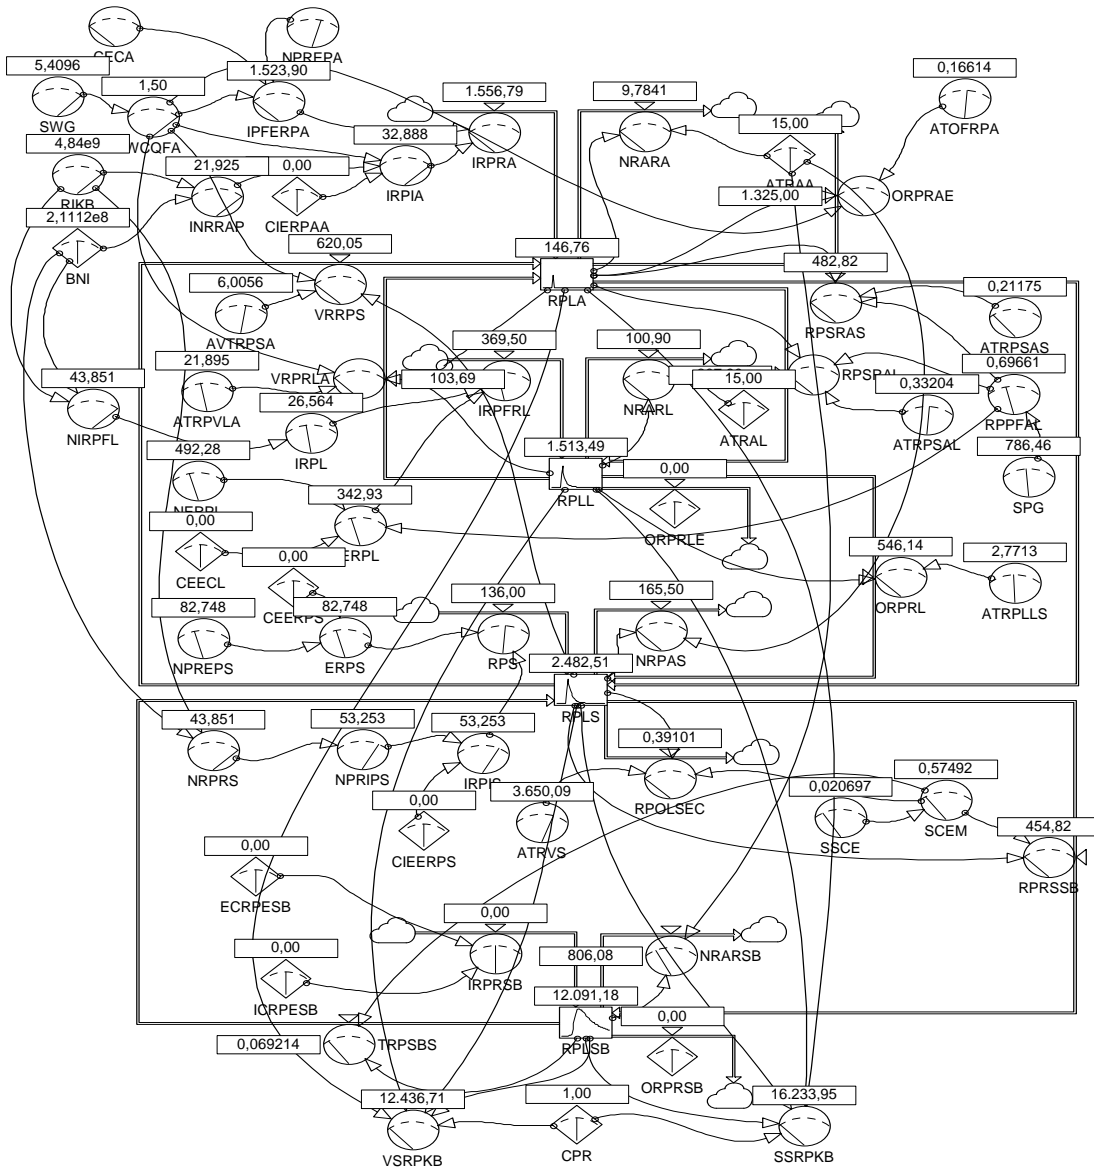 CECA
NPREPA
5,4096
SWG
1,50
WCQFA
1.523,90
IPFERPA
1.556,79
IRPRA
9,7841
NRARA
0,16614
ATOFRPA
4,84e9
RIKB
21,925
INRRAP
0,00
CIERPAA
32,888
IRPIA
15,00
ATRAA
1.325,00
ORPRAE
2,1112e8
BNI
620,05
VRRPS
146,76
RPLA
482,82
RPSRAS
6,0056
AVTRPSA
0,21175
ATRPSAS
43,851
NIRPFL
21,895
ATRPVLA
VRPRLA
103,69
369,50
IRPFRL
100,90
NRARL
15,00
ATRAL
RPSRAL
0,33204
ATRPSAL
0,69661
RPPFAL
26,564
IRPL
492,28
1.513,49
RPLL
0,00
ORPRLE
786,46
SPG
0,00
CEECL
342,93
ERPL
0,00
CEERPS
546,14
ORPRL
2,7713
ATRPLLS
82,748
NPREPS
82,748
ERPS
136,00
RPS
165,50
NRPAS
2.482,51
RPLS
43,851
NRPRS
53,253
NPRIPS
53,253
IRPIS
0,39101
RPOLSEC
0,00
CIEERPS
3.650,09
ATRVS
0,020697
SSCE
0,57492
SCEM
454,82
RPRSSB
0,00
ECRPESB
0,00
IRPRSB
806,08
NRARSB
0,00
ICRPESB
12.091,18
RPLSB
0,00
ORPRSB
0,069214
TRPSBS
12.436,71
VSRPKB
1,00
CPR
16.233,95
SSRPKB